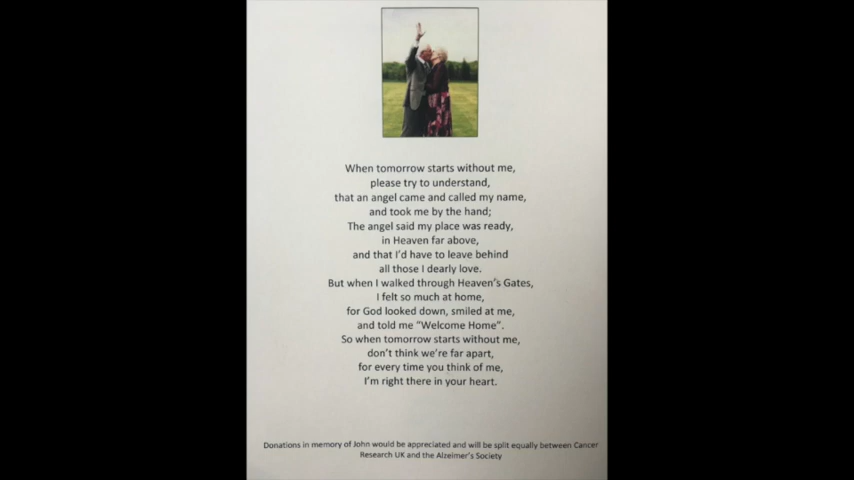 When tomorrow starts without me,
please try to understand,
that an angel came and called my name,
and took me by the hand;
The angel said my place was ready,
in Heaven far above,
and that I'd have to leave behind
all those I dearly love.
But when I walked through Heaven's Gates,
I felt so much at home,
for God looked down, smiled at me,
and told me "Welcome Home".
So when tomorrow starts without me,
don't think we're far apart,
for every time you think of me,
I'm right there in your heart.
Donations in memory of John would be appreciated and will be split equally between Cancer
Research UK and the Alzeimer's Society